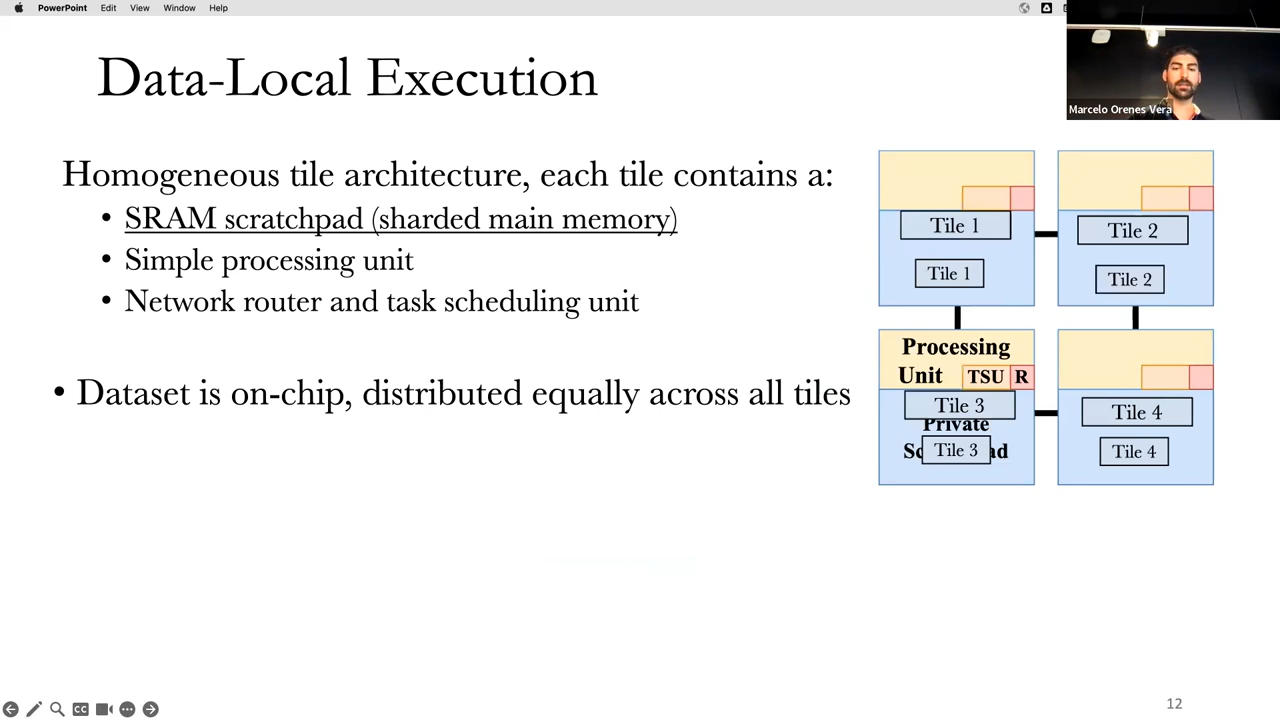 PowerPoint Edit View Window Help
Marcelo Orenes Vera
Data-Local Execution
Homogeneous tile architecture, each tile contains a:
• SRAM scratchpad (sharded main memory)
• Simple processing unit
• Network router and task scheduling unit
• Dataset is on-chip, distributed equally across all tiles
Tile 1
Tile 1
Tile 2
Tile 2
Processing
Unit TSU R
Tile 3
Private
Tile 3
Tile 4
Tile 4
CC
12